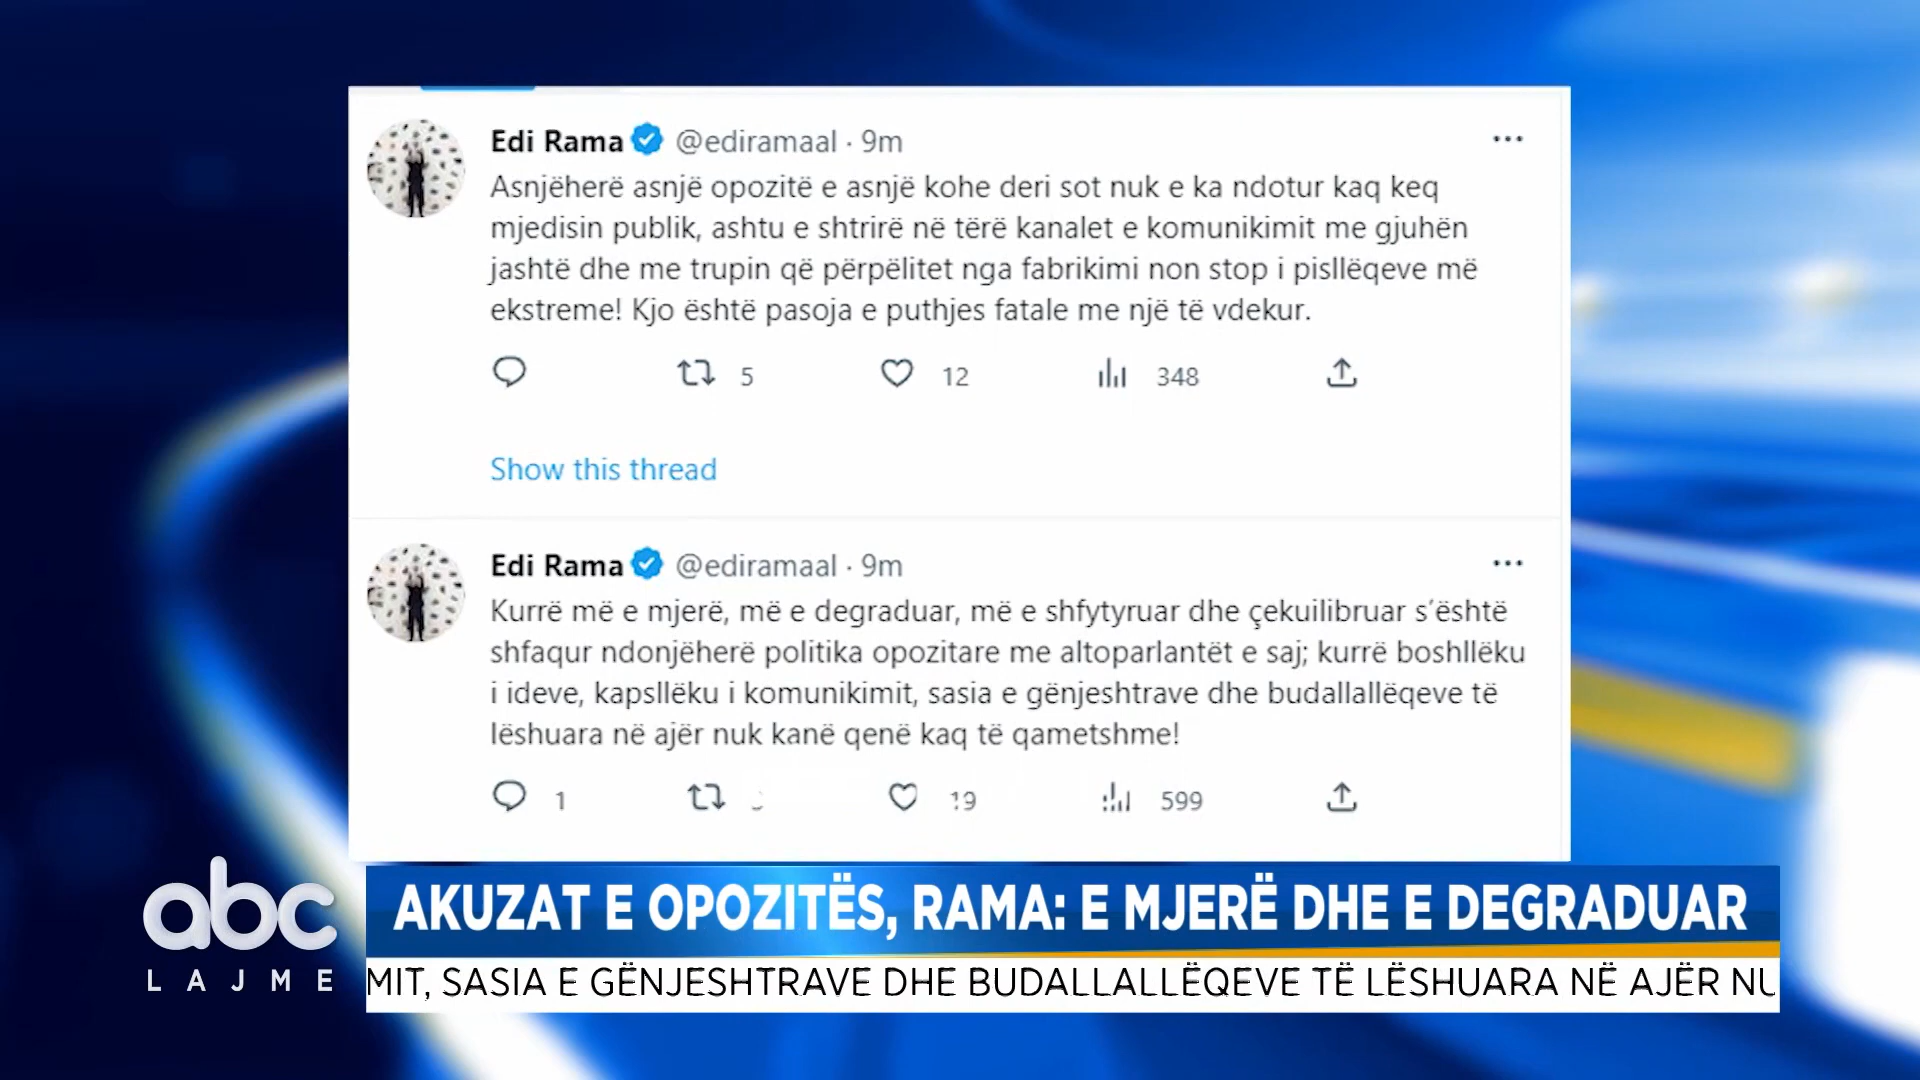 Edi Rama @ediramaal · 9m
Asnjëherë asnjë opozitë e asnjë kohe deri sot nuk e ka ndotur kaq keq
mjedisin publik, ashtu e shtrirë në tërë kanalet e komunikimit me gjuhën
jashtë dhe me trupin që përpëlitet nga fabrikimi non stop i pisllëqeve më
ekstreme! Kjo është pasoja e puthjes fatale me një të vdekur.
5 12 348
Show this thread
Edi Rama @ediramaal · 9m
Kurrë më e mjerë, më e degraduar, më e shfytyruar dhe çekuilibruar s'është
shfaqur ndonjëherë politika opozitare me altoparlantët e saj; kurrë boshllëku
i ideve, kapsllëku i komunikimit, sasia e gënjeshtrave dhe budallallëqeve të
lëshuara në ajër nuk kanë qenë kaq të qametshme!
1 19 599
abc
LAJME
AKUZAT E OPOZITËS, RAMA: E MJERË DHE E DEGRADUAR
MIT, SASIA E GËNJESHTRAVE DHE BUDALLALLËQEVE TË LËSHUARA NË AJËR NU